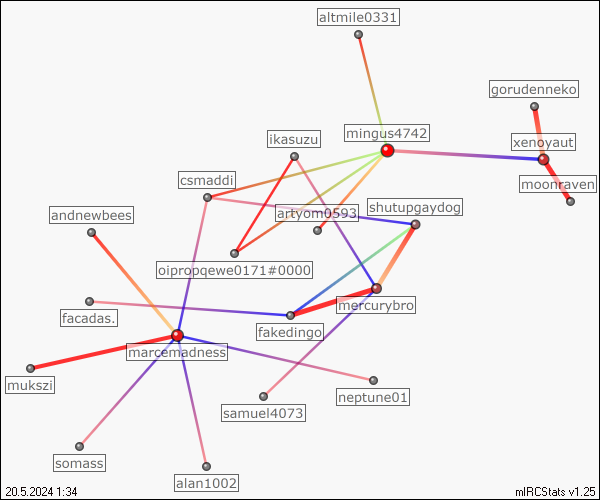 altmile0331
gorudenneko
mingus4742
ikasuzu
xenoyaut
csmaddi
moonraven
artyom0593
shutupgaydog
andnewbees
oipropqewe0171#0000
mercurybro
facadas.
fakedingo
marcemadness
mukszi
neptune01
samuel4073
somass
alan1002
20.5.2024 1:34
mIRCStats v1.25